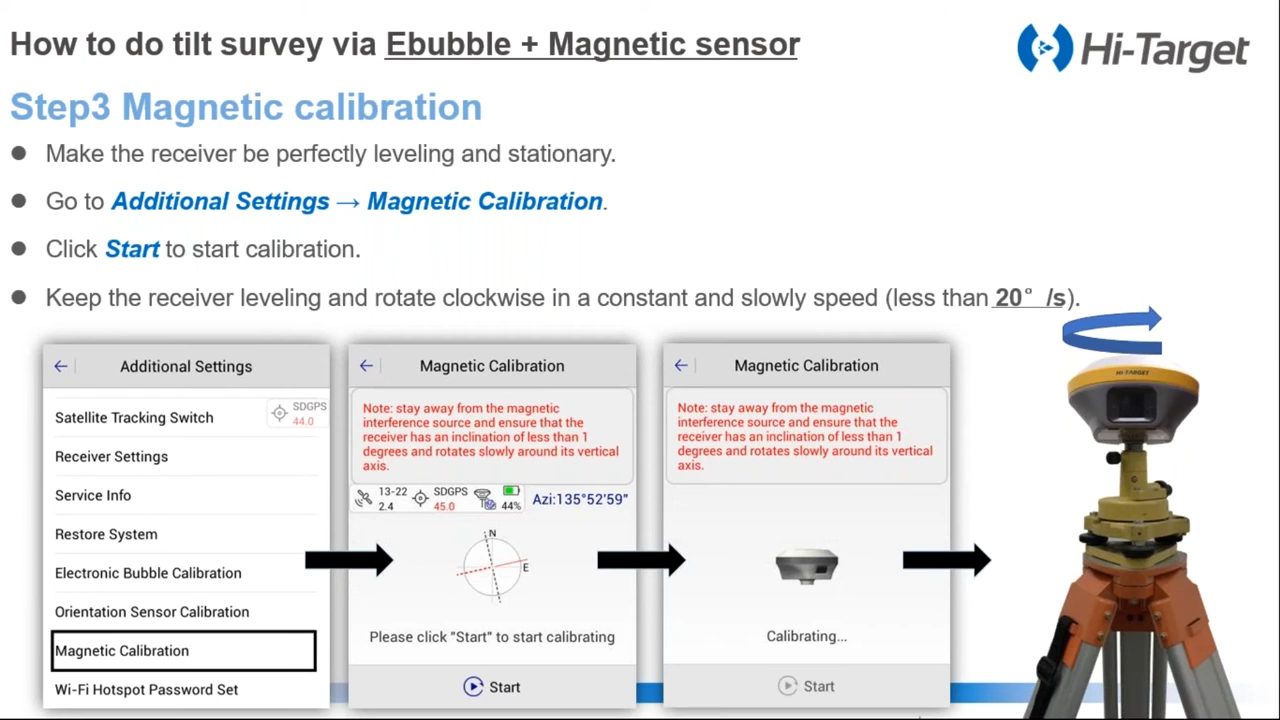 How to do tilt survey via Ebubble + Magnetic sensor
Hi-Target
Step3 Magnetic calibration
● Make the receiver be perfectly leveling and stationary.
● Go to Additional Settings → Magnetic Calibration.
● Click Start to start calibration.
● Keep the receiver leveling and rotate clockwise in a constant and slowly speed (less than 20° /s).
Additional Settings
Satellite Tracking Switch
SDGPS
44.0
Receiver Settings
Service Info
Restore System
Electronic Bubble Calibration
Orientation Sensor Calibration
Magnetic Calibration
Wi-Fi Hotspot Password Set
Magnetic Calibration
Note: stay away from the magnetic
interference source and ensure that the
receiver has an inclination of less than 1
degrees and rotates slowly around its vertical
axis.
13-22
2.4
SDGPS
45.0
44%
Azi:135°52'59"
N
E
Please click "Start" to start calibrating
Start
Magnetic Calibration
Note: stay away from the magnetic
interference source and ensure that the
receiver has an inclination of less than 1
degrees and rotates slowly around its vertical
axis.
Calibrating...
Start
HI-TARGET